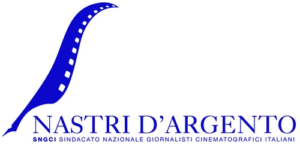 NASTRI D'ARGENTO
SNGCI SINDACATO NAZIONALE GIORNALISTI CINEMATOGRAFICI ITALIANI